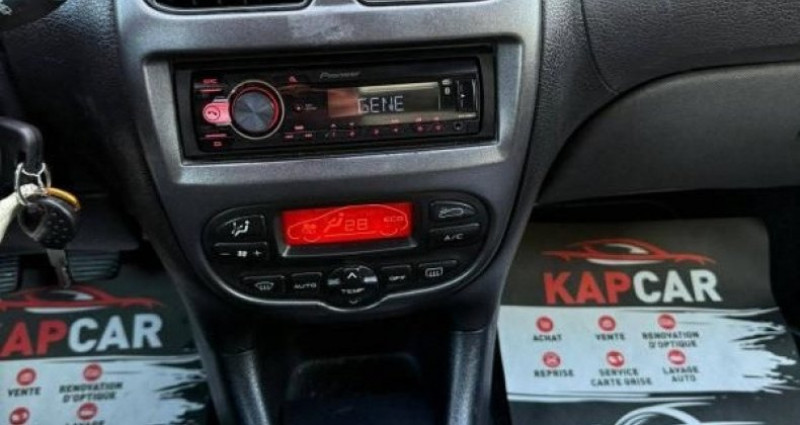 Pioneer
GENE
28
ECO
A/C
AUTO
OFF
TEMP
KAPCAR
VENTE
RENOVATION
D'OPTIQUE
KAPCAR
ACHAT
VENTE
RENOVATION
D'OPTIQUE
REPRISE
SERVICE
CARTE GRISE
LAVAGE
AUTO